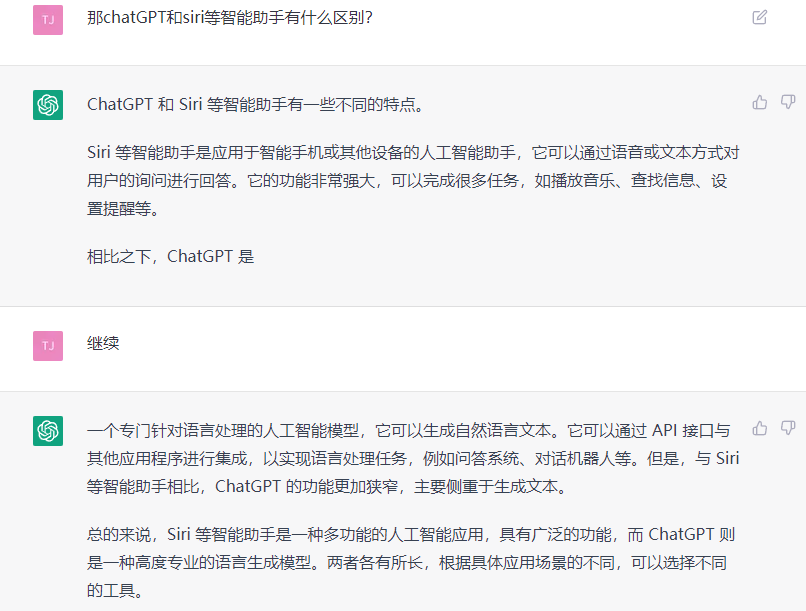 TJ
那chatGPT和siri等智能助手有什么区别?
ChatGPT 和 Siri 等智能助手有一些不同的特点。
Siri 等智能助手是应用于智能手机或其他设备的人工智能助手，它可以通过语音或文本方式对
用户的询问进行回答。它的功能非常强大，可以完成很多任务，如播放音乐、查找信息、设
置提醒等。
相比之下，ChatGPT 是
TJ
继续
一个专门针对语言处理的人工智能模型，它可以生成自然语言文本。它可以通过 API 接口与
其他应用程序进行集成，以实现语言处理任务，例如问答系统、对话机器人等。但是，与 Siri
等智能助手相比，ChatGPT 的功能更加狭窄，主要侧重于生成文本。
总的来说，Siri 等智能助手是一种多功能的人工智能应用，具有广泛的功能，而 ChatGPT 则
是一种高度专业的语言生成模型。两者各有所长，根据具体应用场景的不同，可以选择不同
的工具。